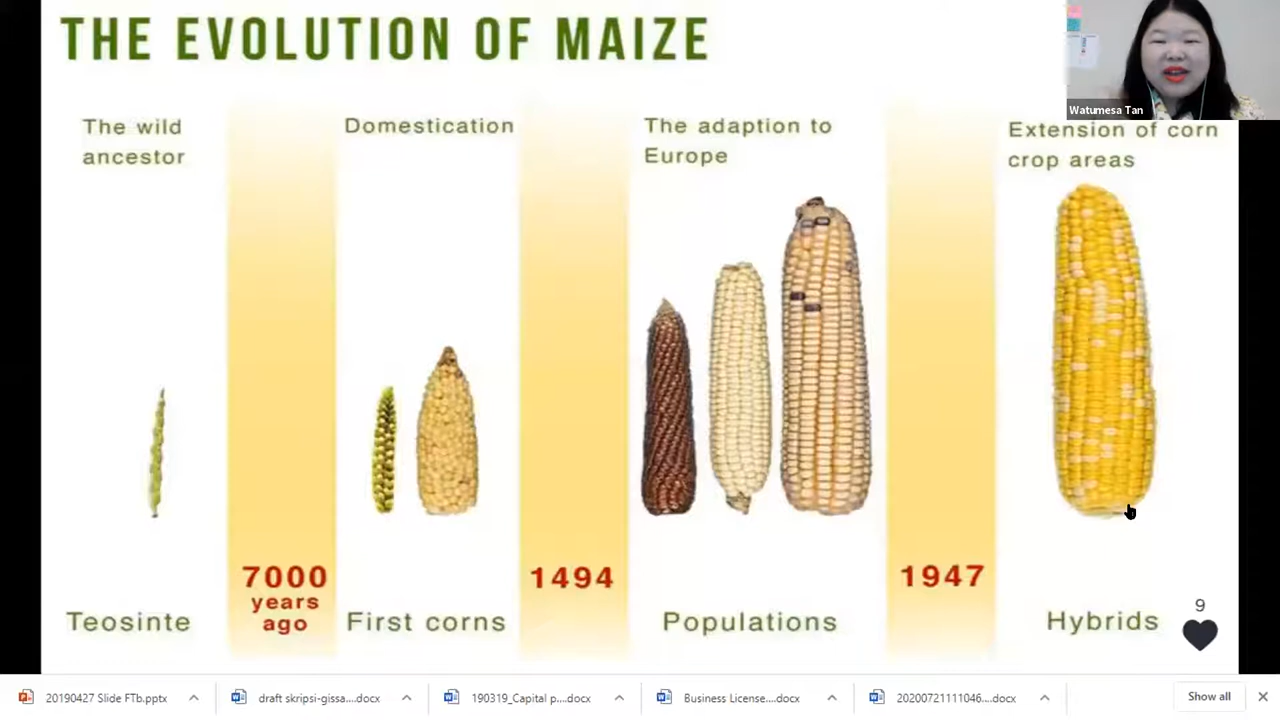 THE EVOLUTION OF MAIZE
Watumesa Tan
The wild
ancestor
Domestication
The adaption to
Europe
Extension of corn
crop areas
7000
years
ago
1494
1947
Teosinte
First corns
Populations
Hybrids
9
20190427 Slide FTb.pptx
draft skripsi-gissa....docx
190319_Capital p....docx
Business License....docx
20200721111046....docx
Show all